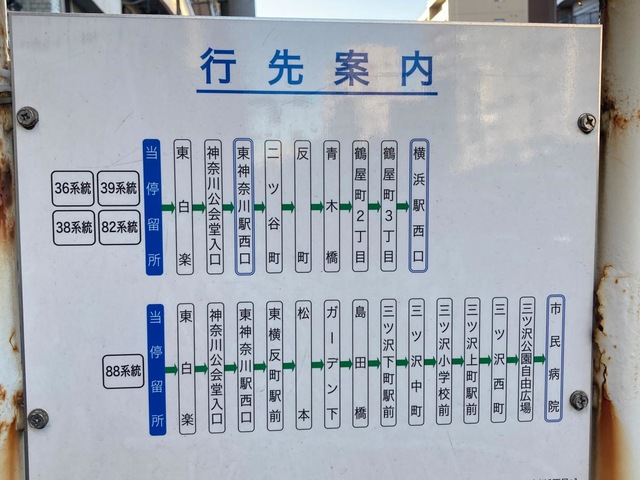 行先案内
36系統
39系統
38系統
82系統
当停留所
東白楽
神奈川公会堂入口
東神奈川駅西口
二ツ谷町
反町
青木橋
鶴屋町2丁目
鶴屋町3丁目
横浜駅西口
88系統
当停留所
東白楽
神奈川公会堂入口
東神奈川駅西口
東横反町駅前
松本
ガーデン下
島田橋
三ツ沢下町駅前
三ツ沢中町
三ツ沢小学校前
三ツ沢上町駅前
三ツ沢西町
三ツ沢公園自由広場
市民病院